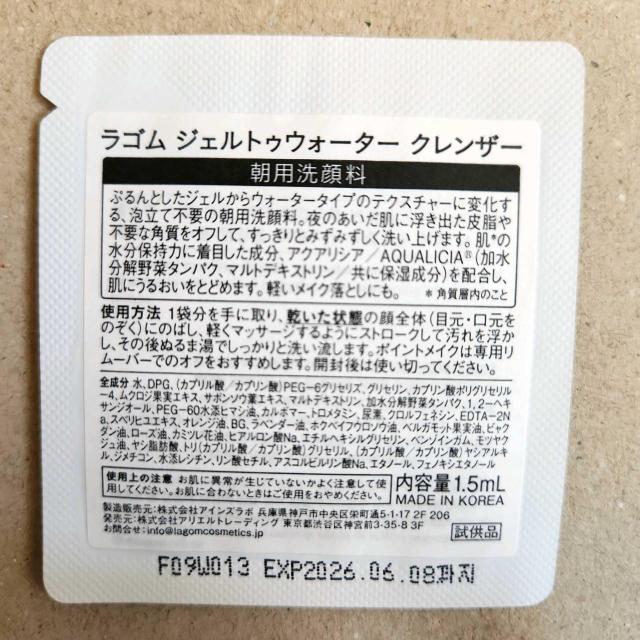 ラゴム ジェルトゥウォーター クレンザー
朝用洗顔料
ぷるんとしたジェルからウォータータイプのテクスチャーに変化す
る、泡立て不要の朝用洗顔料。夜のあいだ肌に浮き出た皮脂や
不要な角質をオフして、すっきりとみずみずしく洗い上げます。肌*の
水分保持力に着目した成分、アクアリシア／AQUALICIA®（加水
分解野菜タンパク、マルトデキストリン／共に保湿成分）を配合し、
肌にうるおいをとどめます。軽いメイク落としにも。 *角質層内のこと
使用方法 1袋分を手に取り、乾いた状態の顔全体（目元・口元を
のぞく）にのばし、軽くマッサージするようにストロークして汚れを浮か
し、その後ぬるま湯でしっかりと洗い流します。ポイントメイクは専用リ
ムーバーでのオフをおすすめします。開封後は使い切ってください。
全成分 水、DPG、（カプリル酸／カプリン酸）PEG-6グリセリズ、グリセリン、カプリン酸ポリグリセリル
-4、ムクロジ果実エキス、サボンソウ葉エキス、マルトデキストリン、加水分解野菜タンパク、1,2-ヘキ
サンジオール、PEG-60水添ヒマシ油、カルボマー、トロメタミン、尿素、クロルフェネシン、EDTA-2N
a、スベリヒユエキス、オレンジ油、BG、ラベンダー油、ホクベイフウロソウ油、ベルガモット果実油、ビャク
ダン油、ローズ油、カミツレ花油、ヒアルロン酸Na、エチルヘキシルグリセリン、ベンゾインガム、モツヤク
ジュ油、ヤシ脂肪酸、トリ（カプリル酸／カプリン酸）グリセリル、（カプリル酸／カプリン酸）ヤシアルキ
ル、ジメチコン、水添レシチン、リン酸セチル、アスコルビルリン酸Na、エタノール、フェノキシエタノール
使用上の注意 お肌に異常が生じていないかよく注意して使用して
ください。お肌に合わないときはご使用をおやめください。
内容量 1.5mL
MADE IN KOREA
製造販売元：株式会社アインズラボ 兵庫県神戸市中央区栄町通5-1-17 2F 206
発売元：株式会社アリエルトレーディング 東京都渋谷区神宮前3-35-8 3F
お問合せ：info@lagomcosmetics.jp
試供品
F09W013 EXP2026.06.08까지